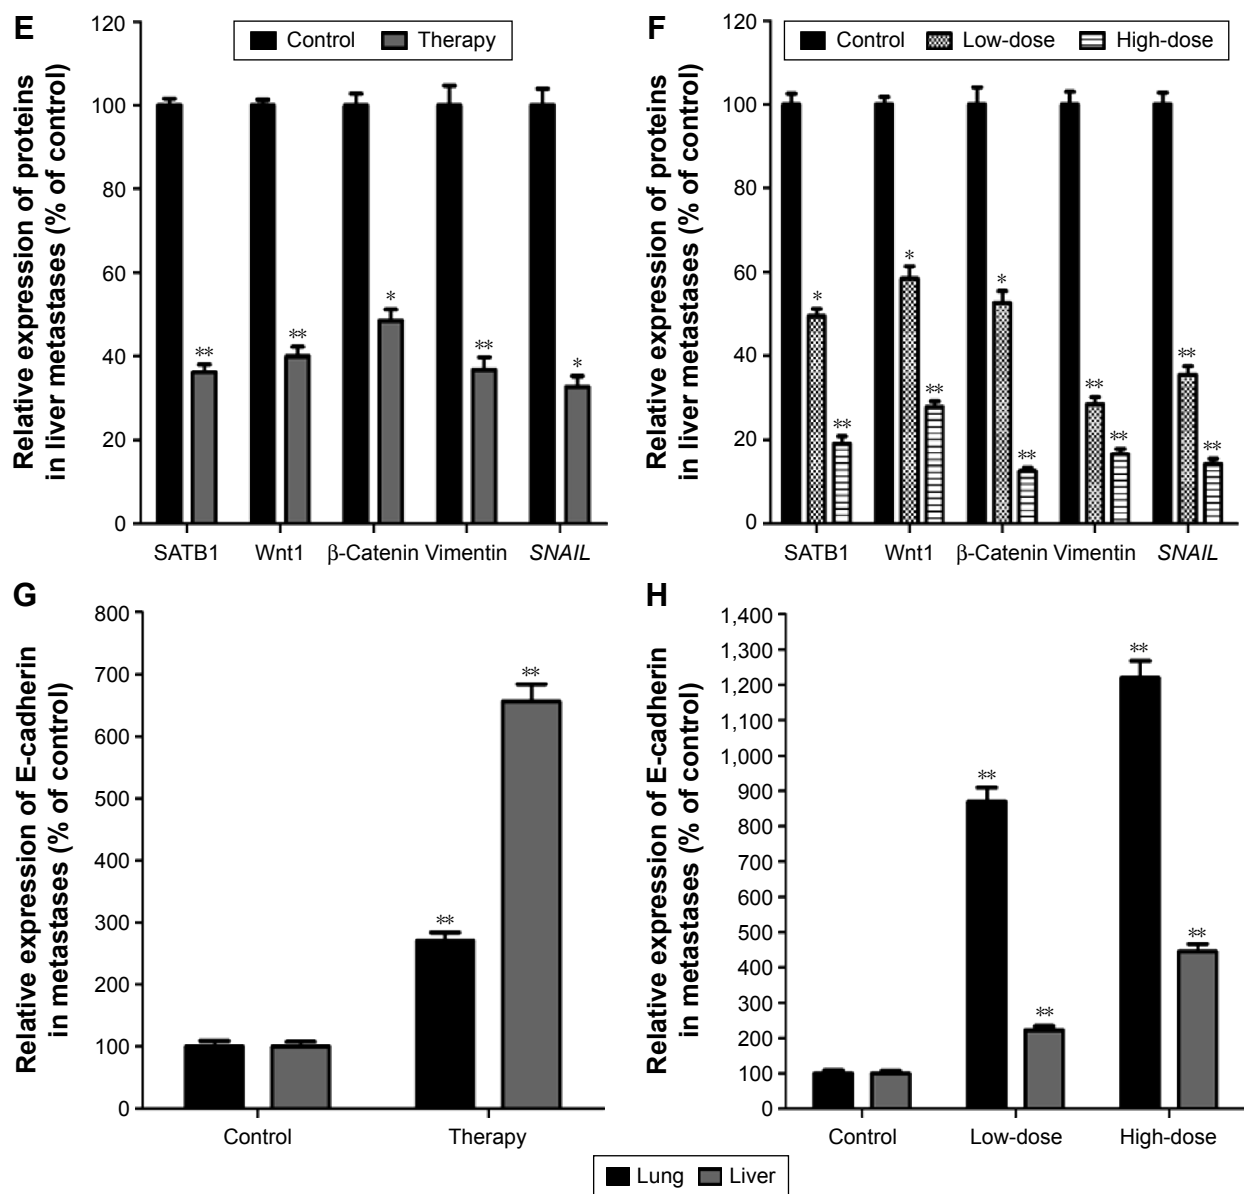 E
Control Therapy
Relative expression of proteins
in liver metastases (% of control)
120
100
80
60
40
20
0
** ** * ** *
SATB1 Wnt1 β-Catenin Vimentin SNAIL
F
Control Low-dose High-dose
Relative expression of proteins
in liver metastases (% of control)
120
100
80
60
40
20
0
* ** * ** * ** ** ** ** **
SATB1 Wnt1 β-Catenin Vimentin SNAIL
G
Relative expression of E-cadherin
in metastases (% of control)
800
700
600
500
400
300
200
100
0
** **
Control Therapy
H
Relative expression of E-cadherin
in metastases (% of control)
1,400
1,300
1,200
1,100
1,000
900
800
700
600
500
400
300
200
100
0
** ** ** **
Control Low-dose High-dose
Lung Liver